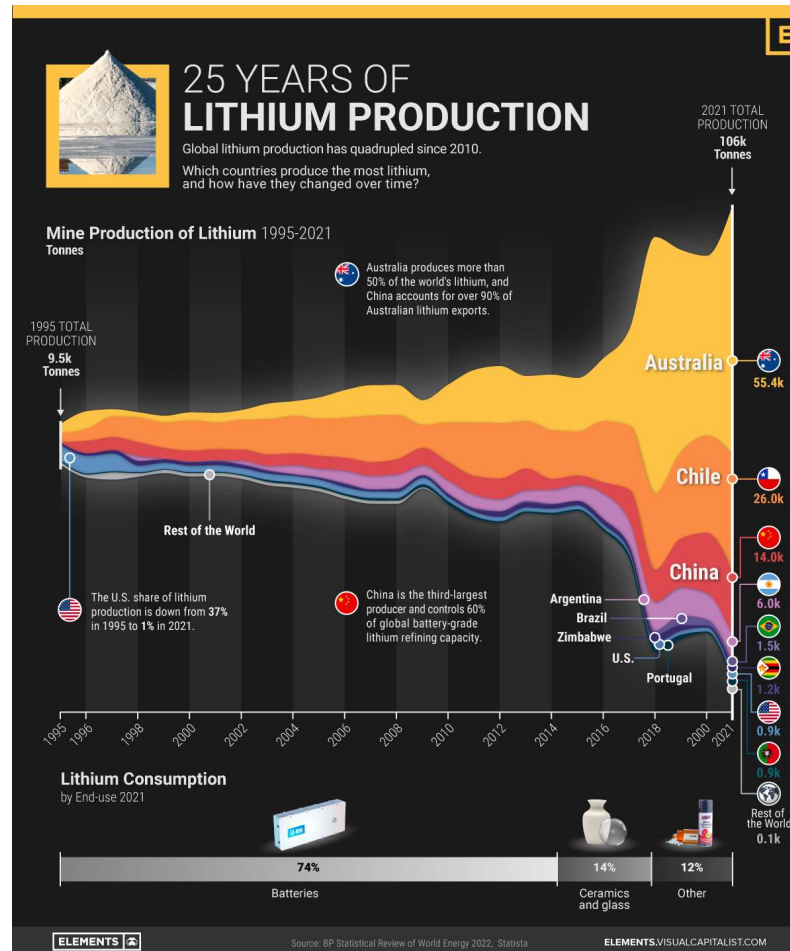 E
25 YEARS OF
LITHIUM PRODUCTION
Global lithium production has quadrupled since 2010.
Which countries produce the most lithium,
and how have they changed over time?
2021 TOTAL
PRODUCTION
106k
Tonnes
Mine Production of Lithium 1995-2021
Tonnes
Australia produces more than
50% of the world's lithium, and
China accounts for over 90% of
Australian lithium exports.
1995 TOTAL
PRODUCTION
9.5k
Tonnes
Australia
55.4k
Chile
26.0k
Rest of the World
14.0k
China
The U.S. share of lithium
production is down from 37%
in 1995 to 1% in 2021.
China is the third-largest
producer and controls 60%
of global battery-grade
lithium refining capacity.
Argentina
Brazil
Zimbabwe
U.S.
Portugal
6.0k
1.5k
1.2k
0.9k
0.9k
Rest of
the World
0.1k
1995 1996 1998 2000 2002 2004 2006 2008 2010 2012 2014 2016 2018 2000 2021
Lithium Consumption
by End-use 2021
LI-ION
74% 14% 12%
Batteries Ceramics Other
and glass
ELEMENTS
Source: BP Statistical Review of World Energy 2022, Statista
ELEMENTS.VISUALCAPITALIST.COM